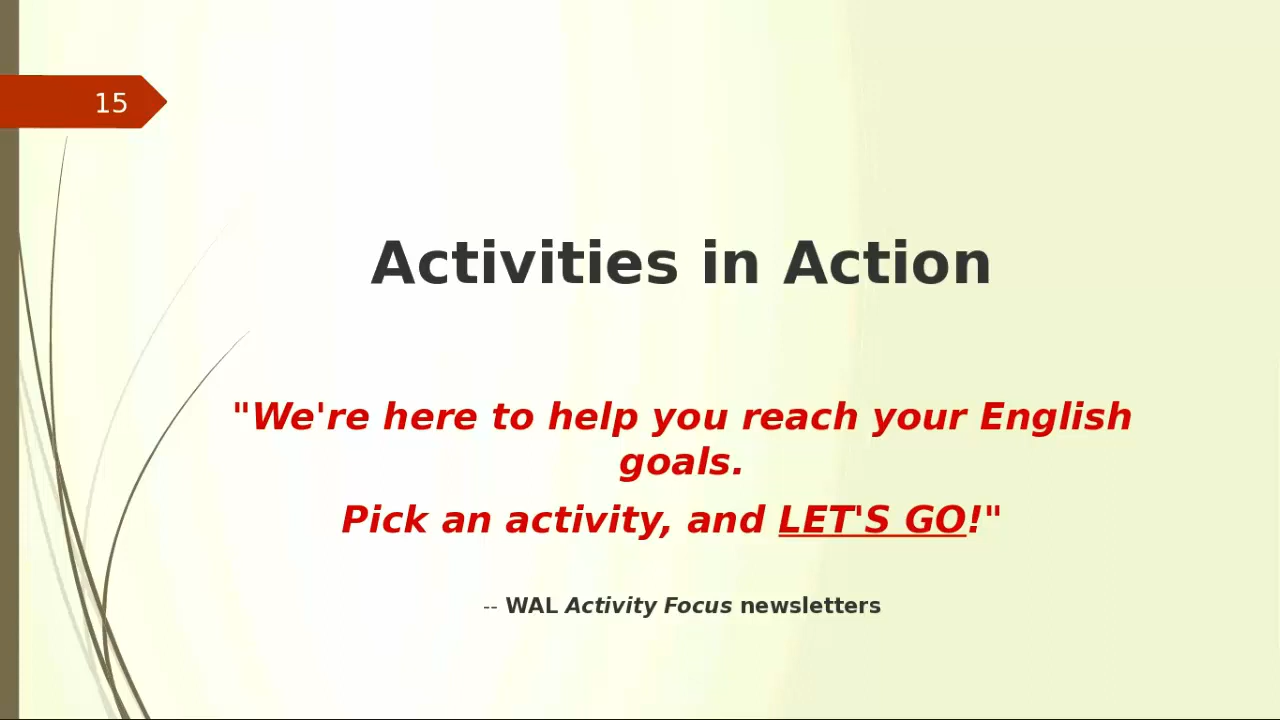 15
Activities in Action
"We're here to help you reach your English
goals.
Pick an activity, and LET'S GO!"
-- WAL Activity Focus newsletters